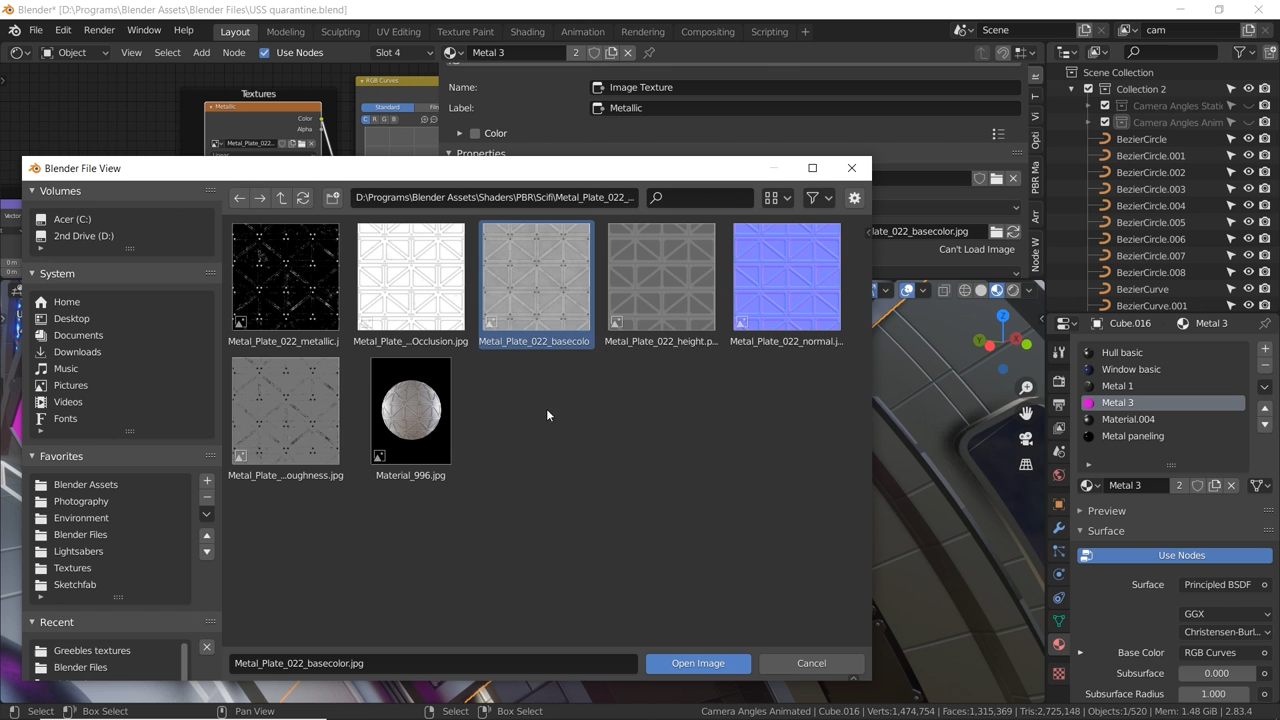 Blender* [D:\Programs\Blender Assets\Blender Files\USS quarantine.blend]
File Edit Render Window Help Layout Modeling Sculpting UV Editing Texture Paint Shading Animation Rendering Compositing Scripting + Scene cam
Object View Select Add Node Use Nodes Slot 4 Metal 3 2
Textures
Metallic
Color
Alpha
Metal_Plate_022...
RGB Curves
Standard
C R G B
Name: Image Texture
Label: Metallic
Color
Properties
late_022_basecolor.jpg
Can't Load Image
Opti
PBR Ma
Arr
Node W
Scene Collection
Collection 2
Camera Angles Stati
Camera Angles Anim
BezierCircle
BezierCircle.001
BezierCircle.002
BezierCircle.003
BezierCircle.004
BezierCircle.005
BezierCircle.006
BezierCircle.007
BezierCircle.008
BezierCurve
BezierCurve.001
Blender File View
Volumes
Acer (C:)
2nd Drive (D:)
System
Home
Desktop
Documents
Downloads
Music
Pictures
Videos
Fonts
Favorites
Blender Assets
Photography
Environment
Blender Files
Lightsabers
Textures
Sketchfab
Recent
Greebles textures
Blender Files
D:\Programs\Blender Assets\Shaders\PBR\Scifi\Metal_Plate_022_...
Metal_Plate_022_metallic.j
Metal_Plate_...Occlusion.jpg
Metal_Plate_022_basecolo
Metal_Plate_022_height.p...
Metal_Plate_022_normal.j...
Metal_Plate_...oughness.jpg
Material_996.jpg
Metal_Plate_022_basecolor.jpg
Open Image
Cancel
Z
X
Y
Cube.016 Metal 3
Hull basic
Window basic
Metal 1
Metal 3
Material.004
Metal paneling
Metal 3 2
Preview
Surface
Use Nodes
Surface Principled BSDF
GGX
Christensen-Burl...
Base Color RGB Curves
Subsurface 0.000
Subsurface Radius 1.000
Select Box Select Pan View Select Box Select Camera Angles Animated | Cube.016 | Verts:1,474,754 | Faces:1,315,369 | Tris:2,725,148 | Objects:1/520 | Mem: 1.48 GiB | 2.83.4